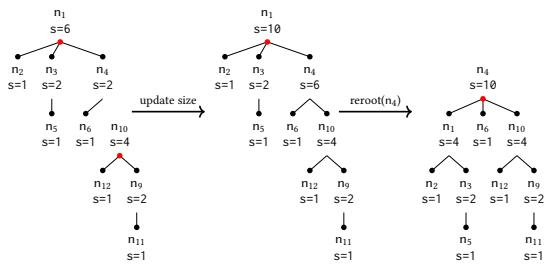 n₁
s=6
n₂ n₃ n₄
s=1 s=2 s=2
n₅ n₆ n₁₀
s=1 s=1 s=4
n₁₂ n₉
s=1 s=2
n₁₁
s=1
update size
n₁
s=10
n₂ n₃ n₄
s=1 s=2 s=6
n₅ n₆ n₁₀
s=1 s=1 s=4
n₁₂ n₉
s=1 s=2
n₁₁
s=1
reroot(n₄)
n₄
s=10
n₁ n₆ n₁₀
s=4 s=1 s=4
n₂ n₃ n₁₂ n₉
s=1 s=2 s=1 s=2
n₅ n₁₁
s=1 s=1